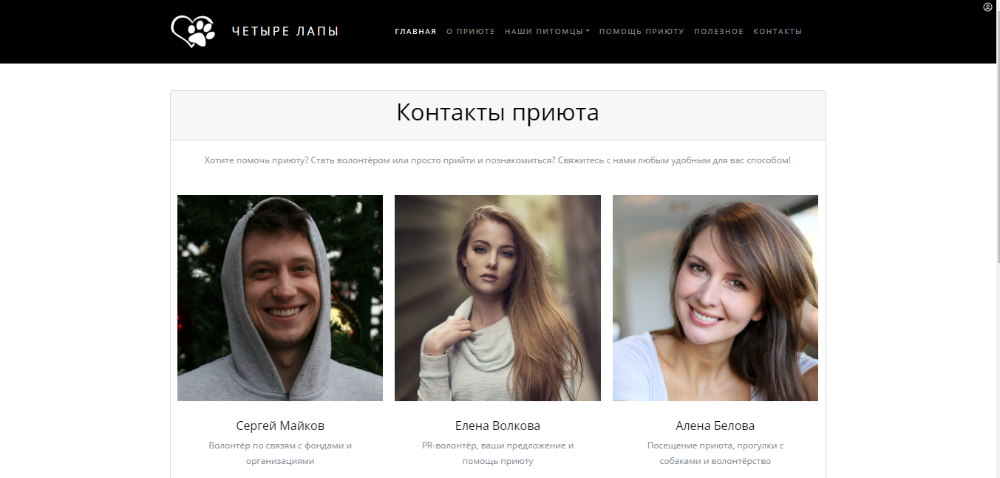 ЧЕТЫРЕ ЛАПЫ
ГЛАВНАЯ О ПРИЮТЕ НАШИ ПИТОМЦЫ ПОМОЩЬ ПРИЮТУ ПОЛЕЗНОЕ КОНТАКТЫ
Контакты приюта
Хотите помочь приюту? Стать волонтёром или просто прийти и познакомиться? Свяжитесь с нами любым удобным для вас способом!
Сергей Майков
Волонтёр по связям с фондами и
организациями
Елена Волкова
PR-волонтёр, ваши предложение и
помощь приюту
Алена Белова
Посещение приюта, прогулки с
собаками и волонтёрство